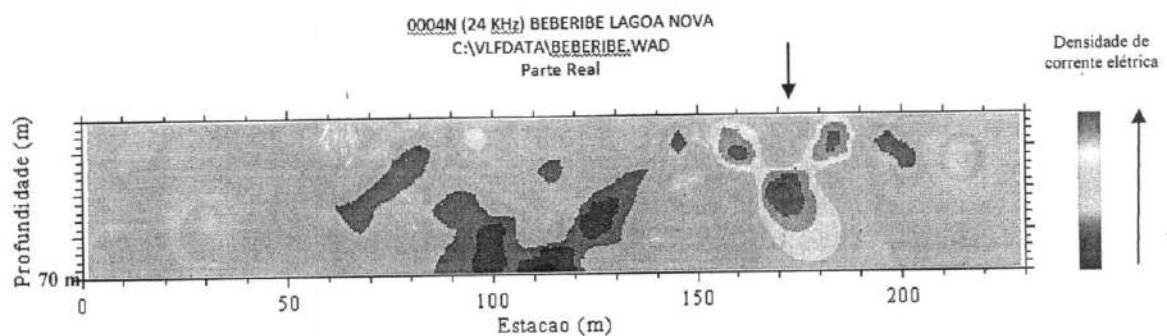 0004N (24 KHz) BEBERIBE LAGOA NOVA
C:\VLFDATA\BEBERIBE.WAD
Parte Real
Densidade de
corrente elétrica
Profundidade (m)
70 m
0 50 100 150 200
Estacao (m)